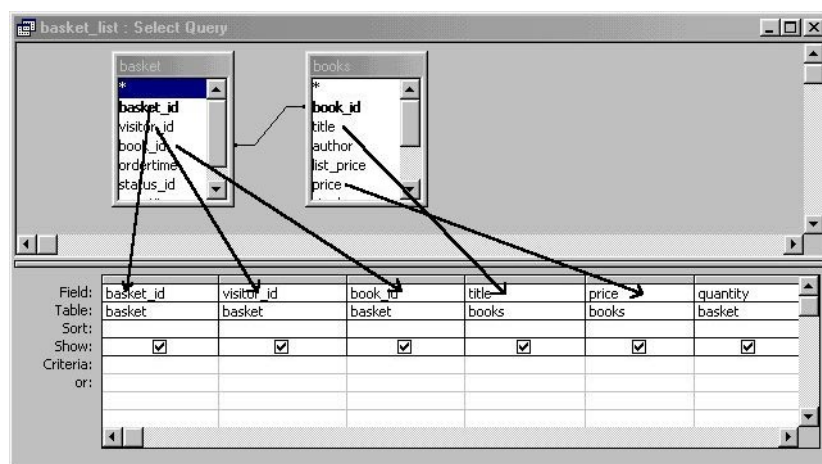 basket_list : Select Query
basket
*
basket_id
visitor_id
book_id
ordertime
status_id
books
*
book_id
title
author
list_price
price
Field: basket_id visitor_id book_id title price quantity
Table: basket basket basket books books basket
Sort:
Show:
Criteria:
or: